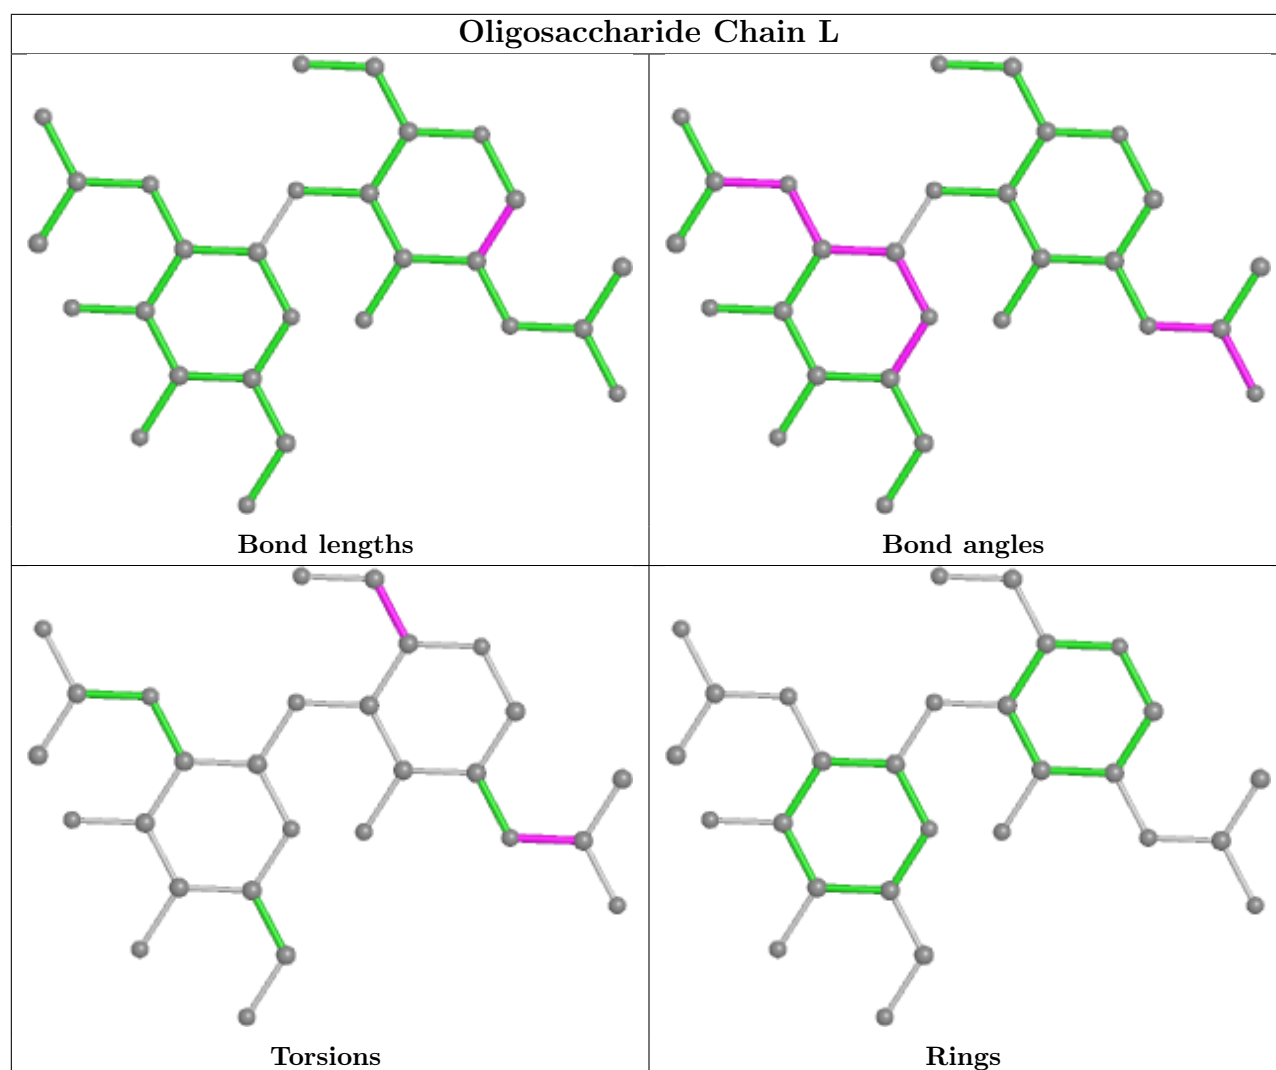 Oligosaccharide Chain L
Bond lengths
Bond angles
Torsions
Rings